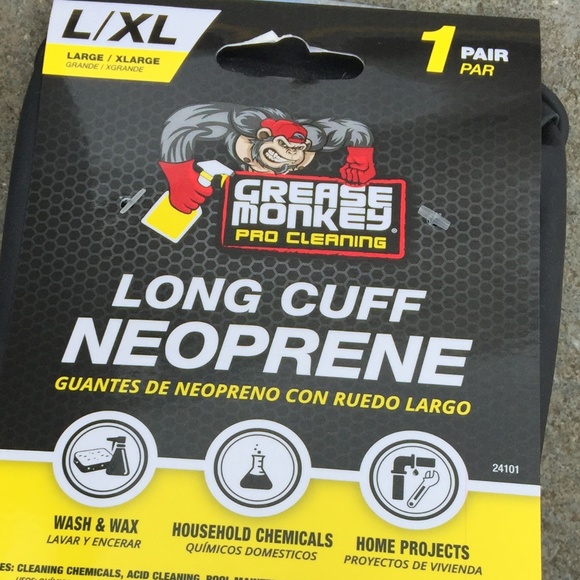 L/XL
LARGE / XLARGE
GRANDE / XGRANDE
1 PAIR
PAR
GREASE
MONKEY®
PRO CLEANING
LONG CUFF
NEOPRENE
GUANTES DE NEOPRENO CON RUEDO LARGO
24101
WASH & WAX
LAVAR Y ENCERAR
HOUSEHOLD CHEMICALS
QUÍMICOS DOMESTICOS
HOME PROJECTS
PROYECTOS DE VIVIENDA
ES: CLEANING CHEMICALS, ACID CLEANING, POOL